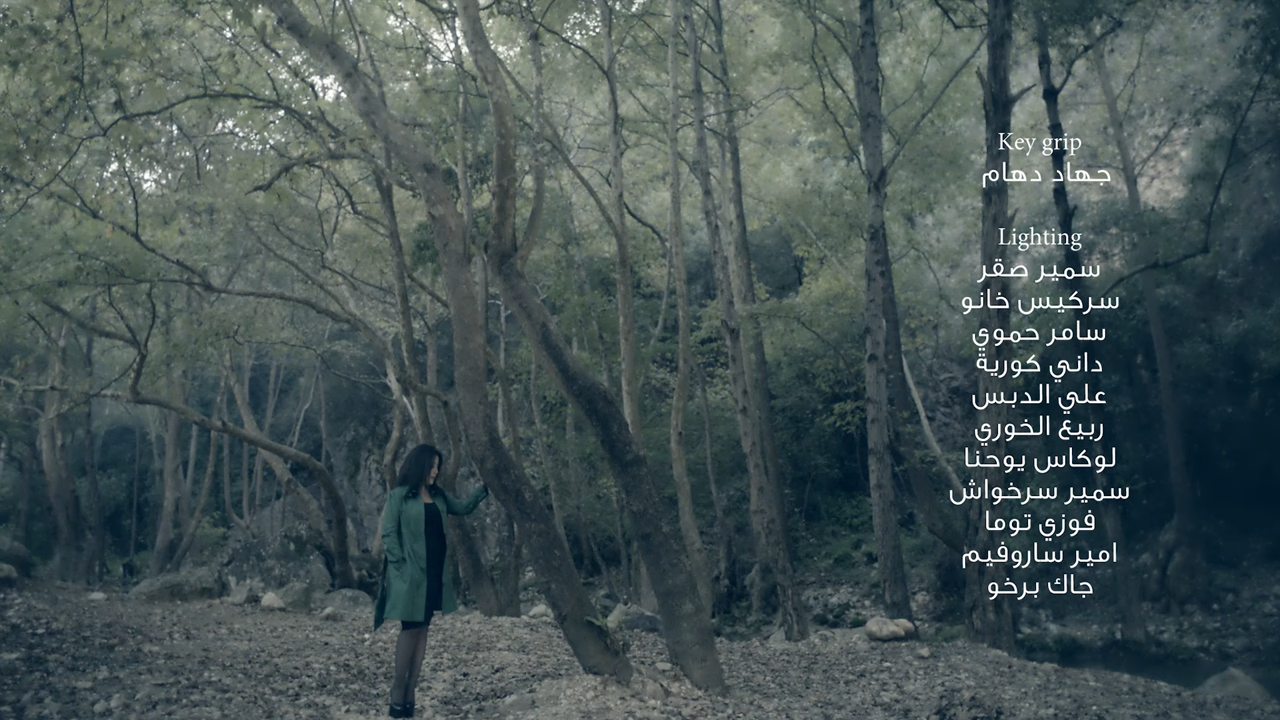 Key grip
جهاد دهام
Lighting
سمير صقر
سركيس خانو
سامر حموي
داني كورية
علي الدبس
ربيع الخوري
لوكاس يوحنا
سمير سرخواش
فوزي توما
امير ساروفيم
جاك برخو